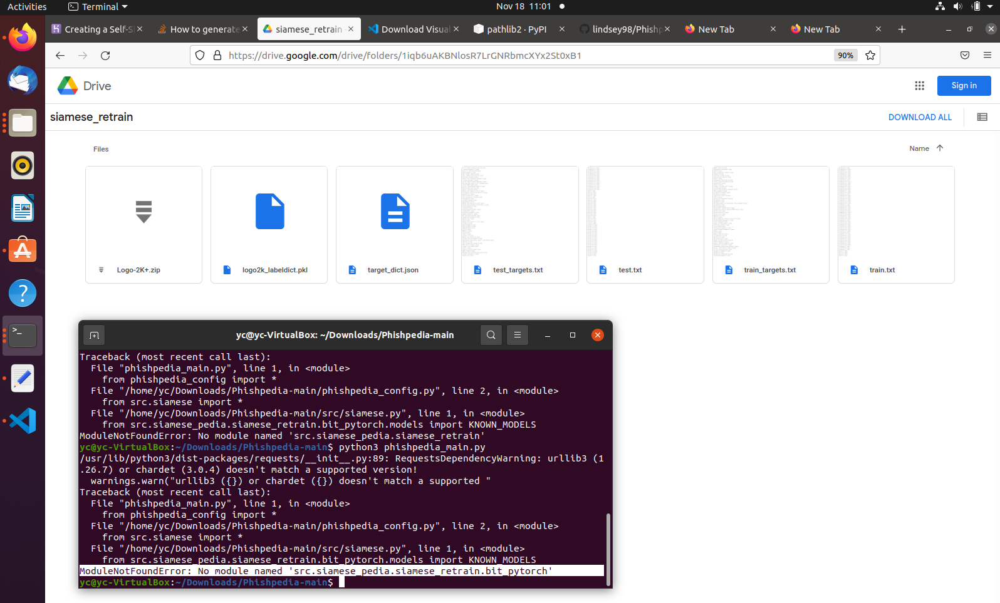 Activities
Terminal
Nov 18 11:01
Creating a Self-S
How to generate
siamese_retrain
Download Visual
pathlib2 · PyPI
lindsey98/Phishp
New Tab
New Tab
https://drive.google.com/drive/folders/1iqb6uAKBNlosR7LrGNRbmcXYx2St0xB1
90%
Drive
Sign in
siamese_retrain
DOWNLOAD ALL
Files
Name
Logo-2K+.zip
logo2k_labeldict.pkl
target_dict.json
test_targets.txt
test.txt
train_targets.txt
train.txt
yc@yc-VirtualBox: ~/Downloads/Phishpedia-main
Traceback (most recent call last):
File "phishpedia_main.py", line 1, in <module>
from phishpedia_config import *
File "/home/yc/Downloads/Phishpedia-main/phishpedia_config.py", line 2, in <module>
from src.siamese import *
File "/home/yc/Downloads/Phishpedia-main/src/siamese.py", line 1, in <module>
from src.siamese_pedia.siamese_retrain.bit_pytorch.models import KNOWN_MODELS
ModuleNotFoundError: No module named 'src.siamese_pedia.siamese_retrain'
yc@yc-VirtualBox:~/Downloads/Phishpedia-main$ python3 phishpedia_main.py
/usr/lib/python3/dist-packages/requests/__init__.py:89: RequestsDependencyWarning: urllib3 (1
.26.7) or chardet (3.0.4) doesn't match a supported version!
warnings.warn("urllib3 ({}) or chardet ({}) doesn't match a supported "
Traceback (most recent call last):
File "phishpedia_main.py", line 1, in <module>
from phishpedia_config import *
File "/home/yc/Downloads/Phishpedia-main/phishpedia_config.py", line 2, in <module>
from src.siamese import *
File "/home/yc/Downloads/Phishpedia-main/src/siamese.py", line 1, in <module>
from src.siamese_pedia.siamese_retrain.bit_pytorch.models import KNOWN_MODELS
ModuleNotFoundError: No module named 'src.siamese_pedia.siamese_retrain.bit_pytorch'
yc@yc-VirtualBox:~/Downloads/Phishpedia-main$